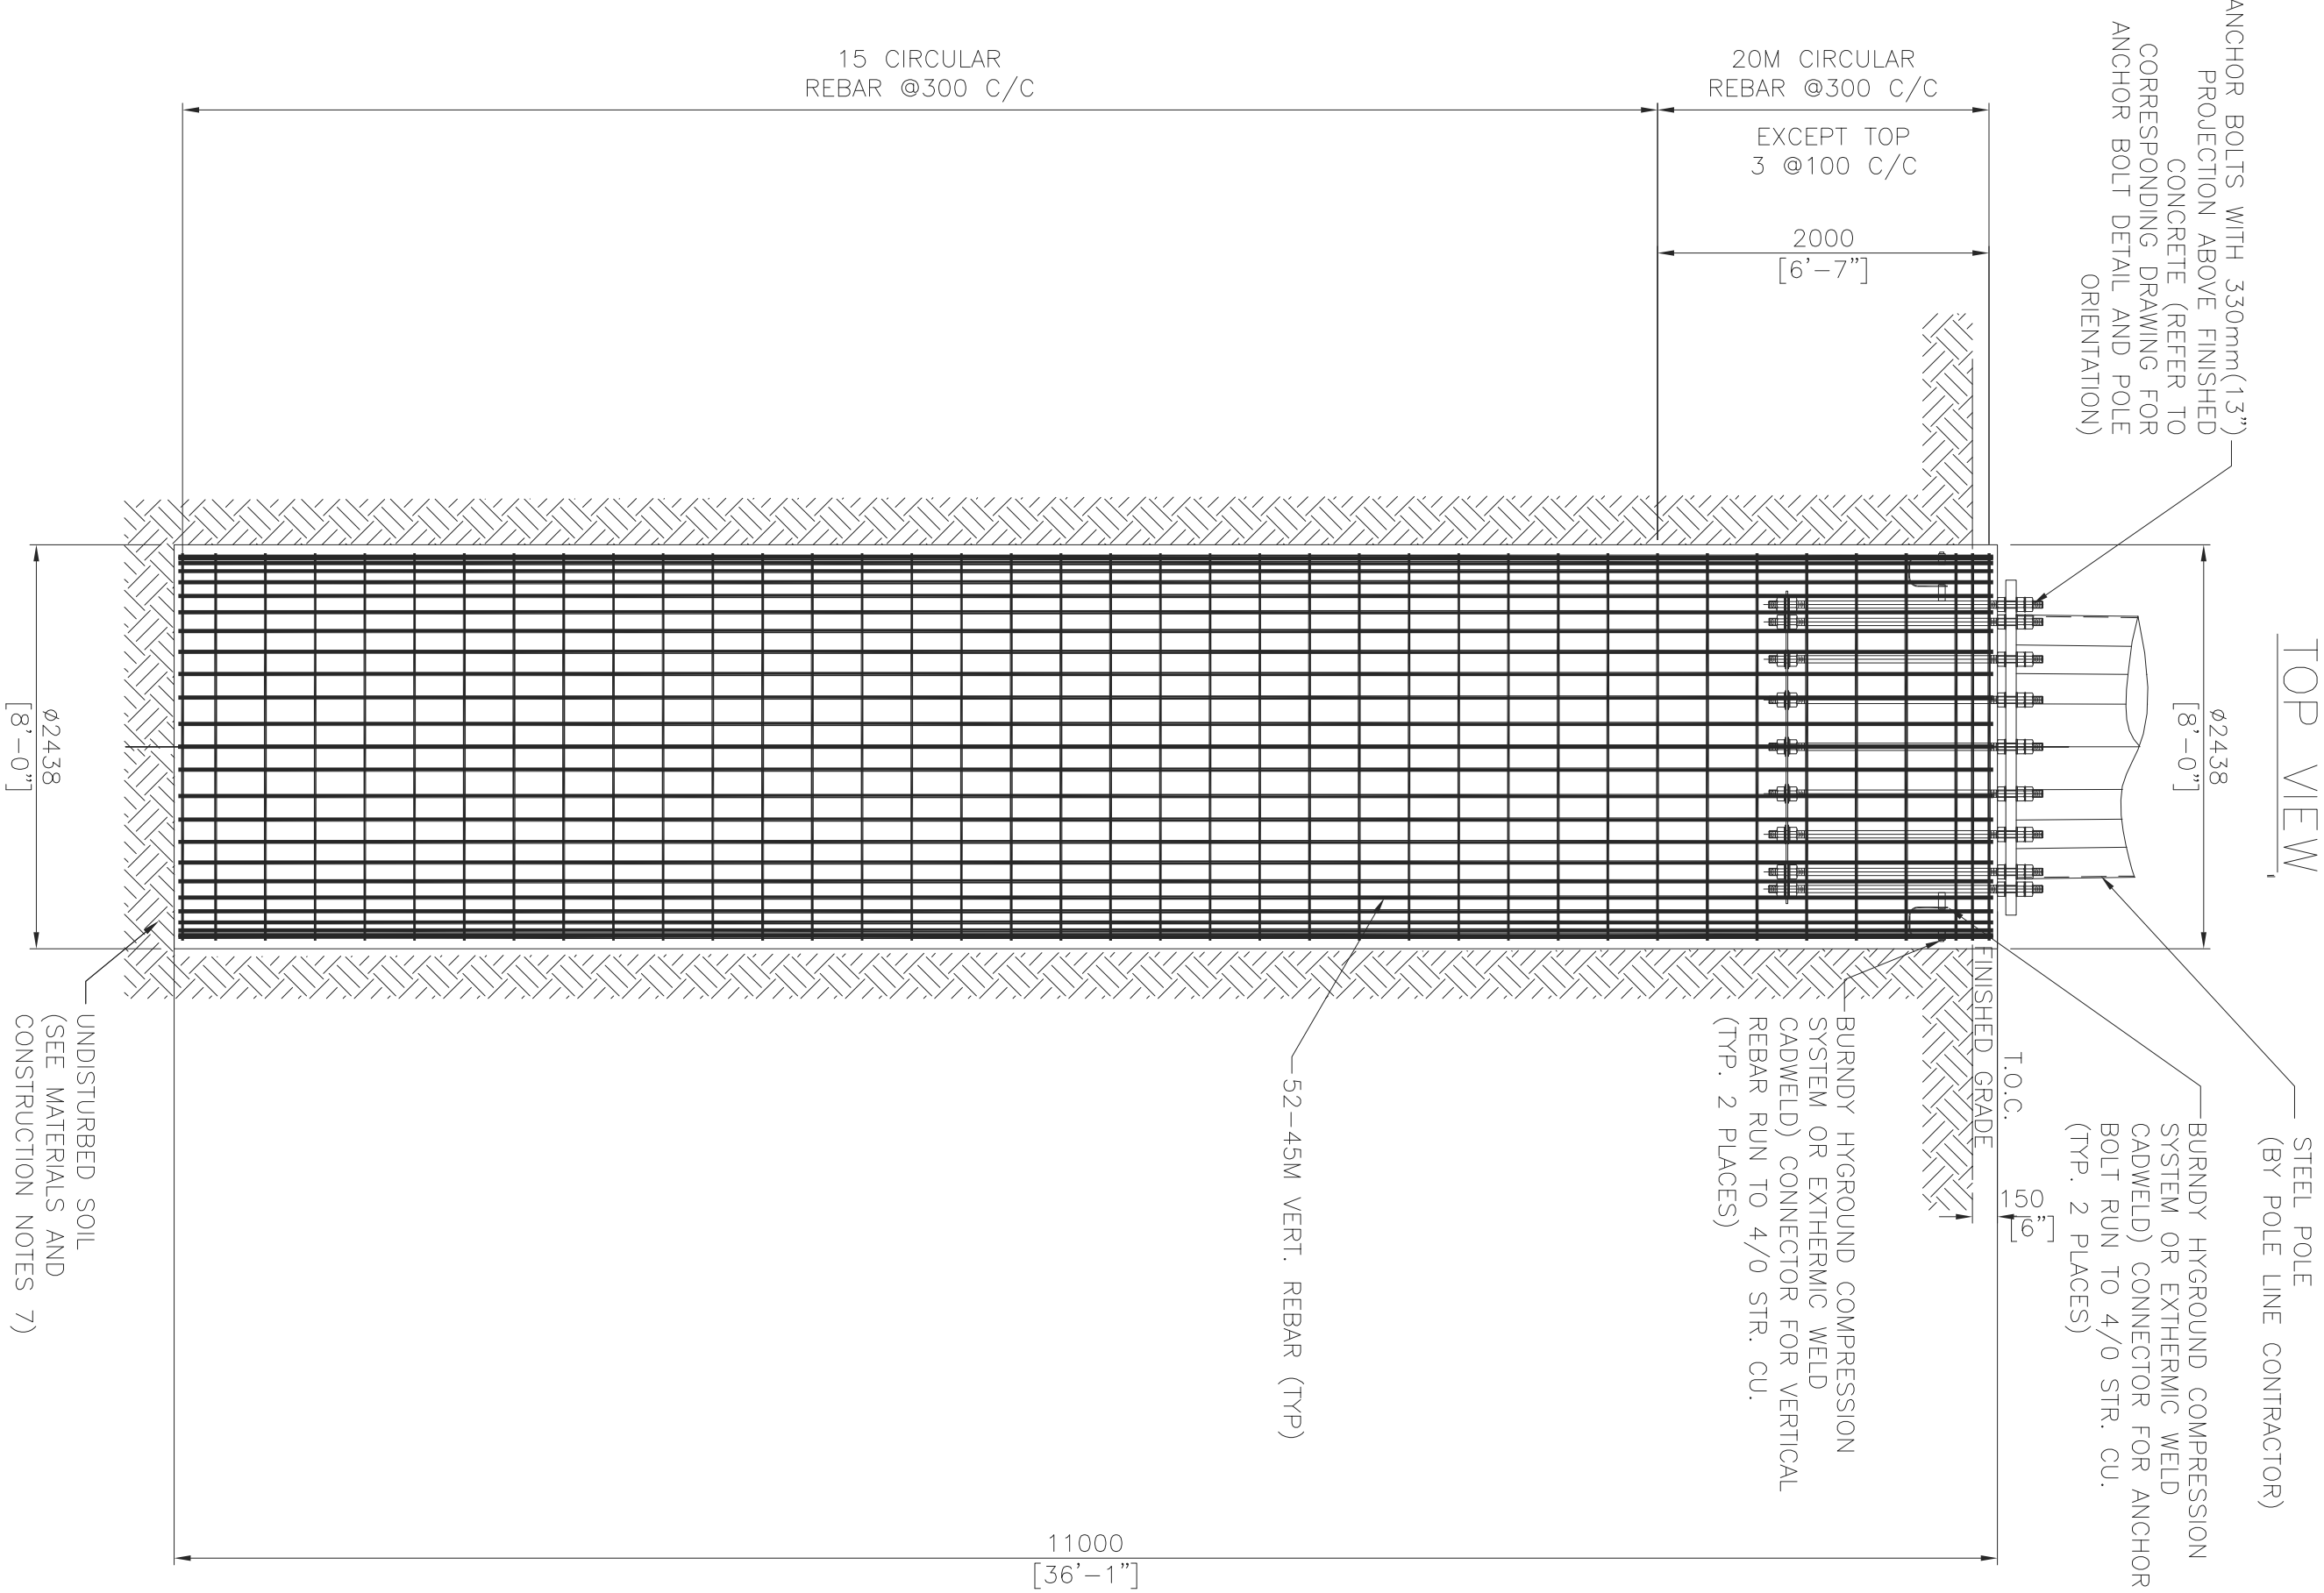 15 CIRCULAR
REBAR @300 C/C
20M CIRCULAR
REBAR @300 C/C
EXCEPT TOP
3 @100 C/C
2000
[6'-7"]
ANCHOR BOLTS WITH 330mm(13")
PROJECTION ABOVE FINISHED
CONCRETE (REFER TO
CORRESPONDING DRAWING FOR
ANCHOR BOLT DETAIL AND POLE
ORIENTATION)
TOP VIEW
Ø2438
[8'-0"]
Ø2438
[8'-0"]
STEEL POLE
(BY POLE LINE CONTRACTOR)
BURNDY HYGROUND COMPRESSION
SYSTEM OR EXTHERMIC WELD
CADWELD) CONNECTOR FOR ANCHOR
BOLT RUN TO 4/0 STR. CU.
(TYP. 2 PLACES)
150
[6"]
T.O.C.
FINISHED GRADE
BURNDY HYGROUND COMPRESSION
SYSTEM OR EXTHERMIC WELD
CADWELD) CONNECTOR FOR VERTICAL
REBAR RUN TO 4/0 STR. CU.
(TYP. 2 PLACES)
52-45M VERT. REBAR (TYP)
UNDISTURBED SOIL
(SEE MATERIALS AND
CONSTRUCTION NOTES 7)
11000
[36'-1"]